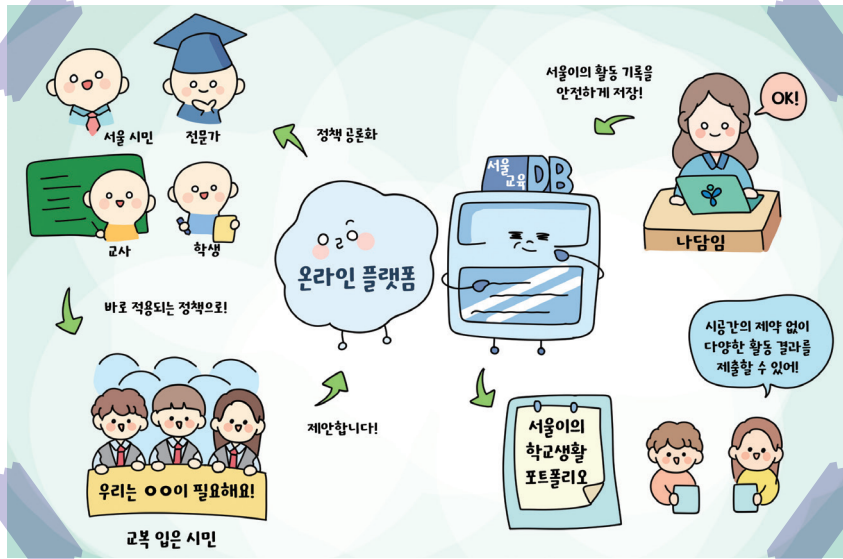 서울 시민
전문가
교사
학생
정책 공론화
바로 적용되는 정책으로!
온라인 플랫폼
제안합니다!
우리는 ㅇㅇ이 필요해요!
교복 입은 시민
서울
교육
DB
서울이의 활동 기록을
안전하게 저장!
OK!
나담임
서울이의
학교생활
포트폴리오
시공간의 제약 없이
다양한 활동 결과를
제출할 수 있어!